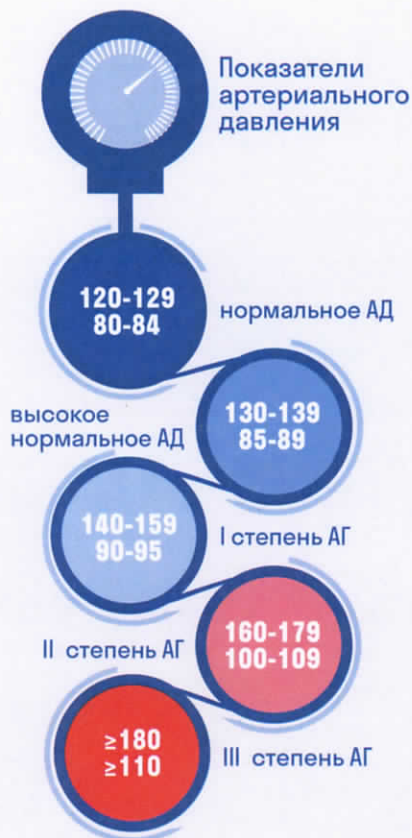 Показатели
артериального
давления
120-129
80-84
нормальное АД
130-139
85-89
высокое
нормальное АД
140-159
90-95
I степень АГ
160-179
100-109
II степень АГ
≥180
≥110
III степень АГ